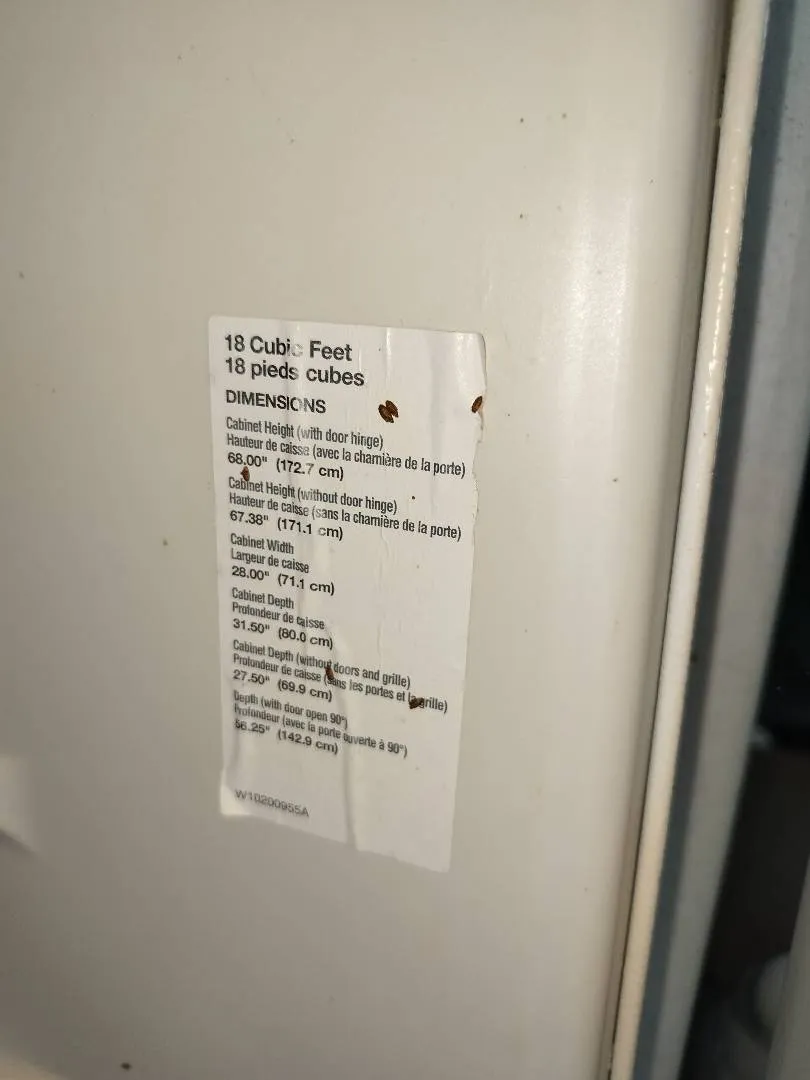 18 Cubic Feet
18 pieds cubes
DIMENSIONS
Cabinet Height (with door hinge)
Hauteur de caisse (avec la charnière de la porte)
68.00" (172.7 cm)
Cabinet Height (without door hinge)
Hauteur de caisse (sans la charnière de la porte)
67.38" (171.1 cm)
Cabinet Width
Largeur de caisse
28.00" (71.1 cm)
Cabinet Depth
Profondeur de caisse
31.50" (80.0 cm)
Cabinet Depth (without doors and grille)
Profondeur de caisse (sans les portes et la grille)
27.50" (69.9 cm)
Depth (with door open 90°)
Profondeur (avec la porte ouverte à 90°)
56.25" (142.9 cm)
W10200955A